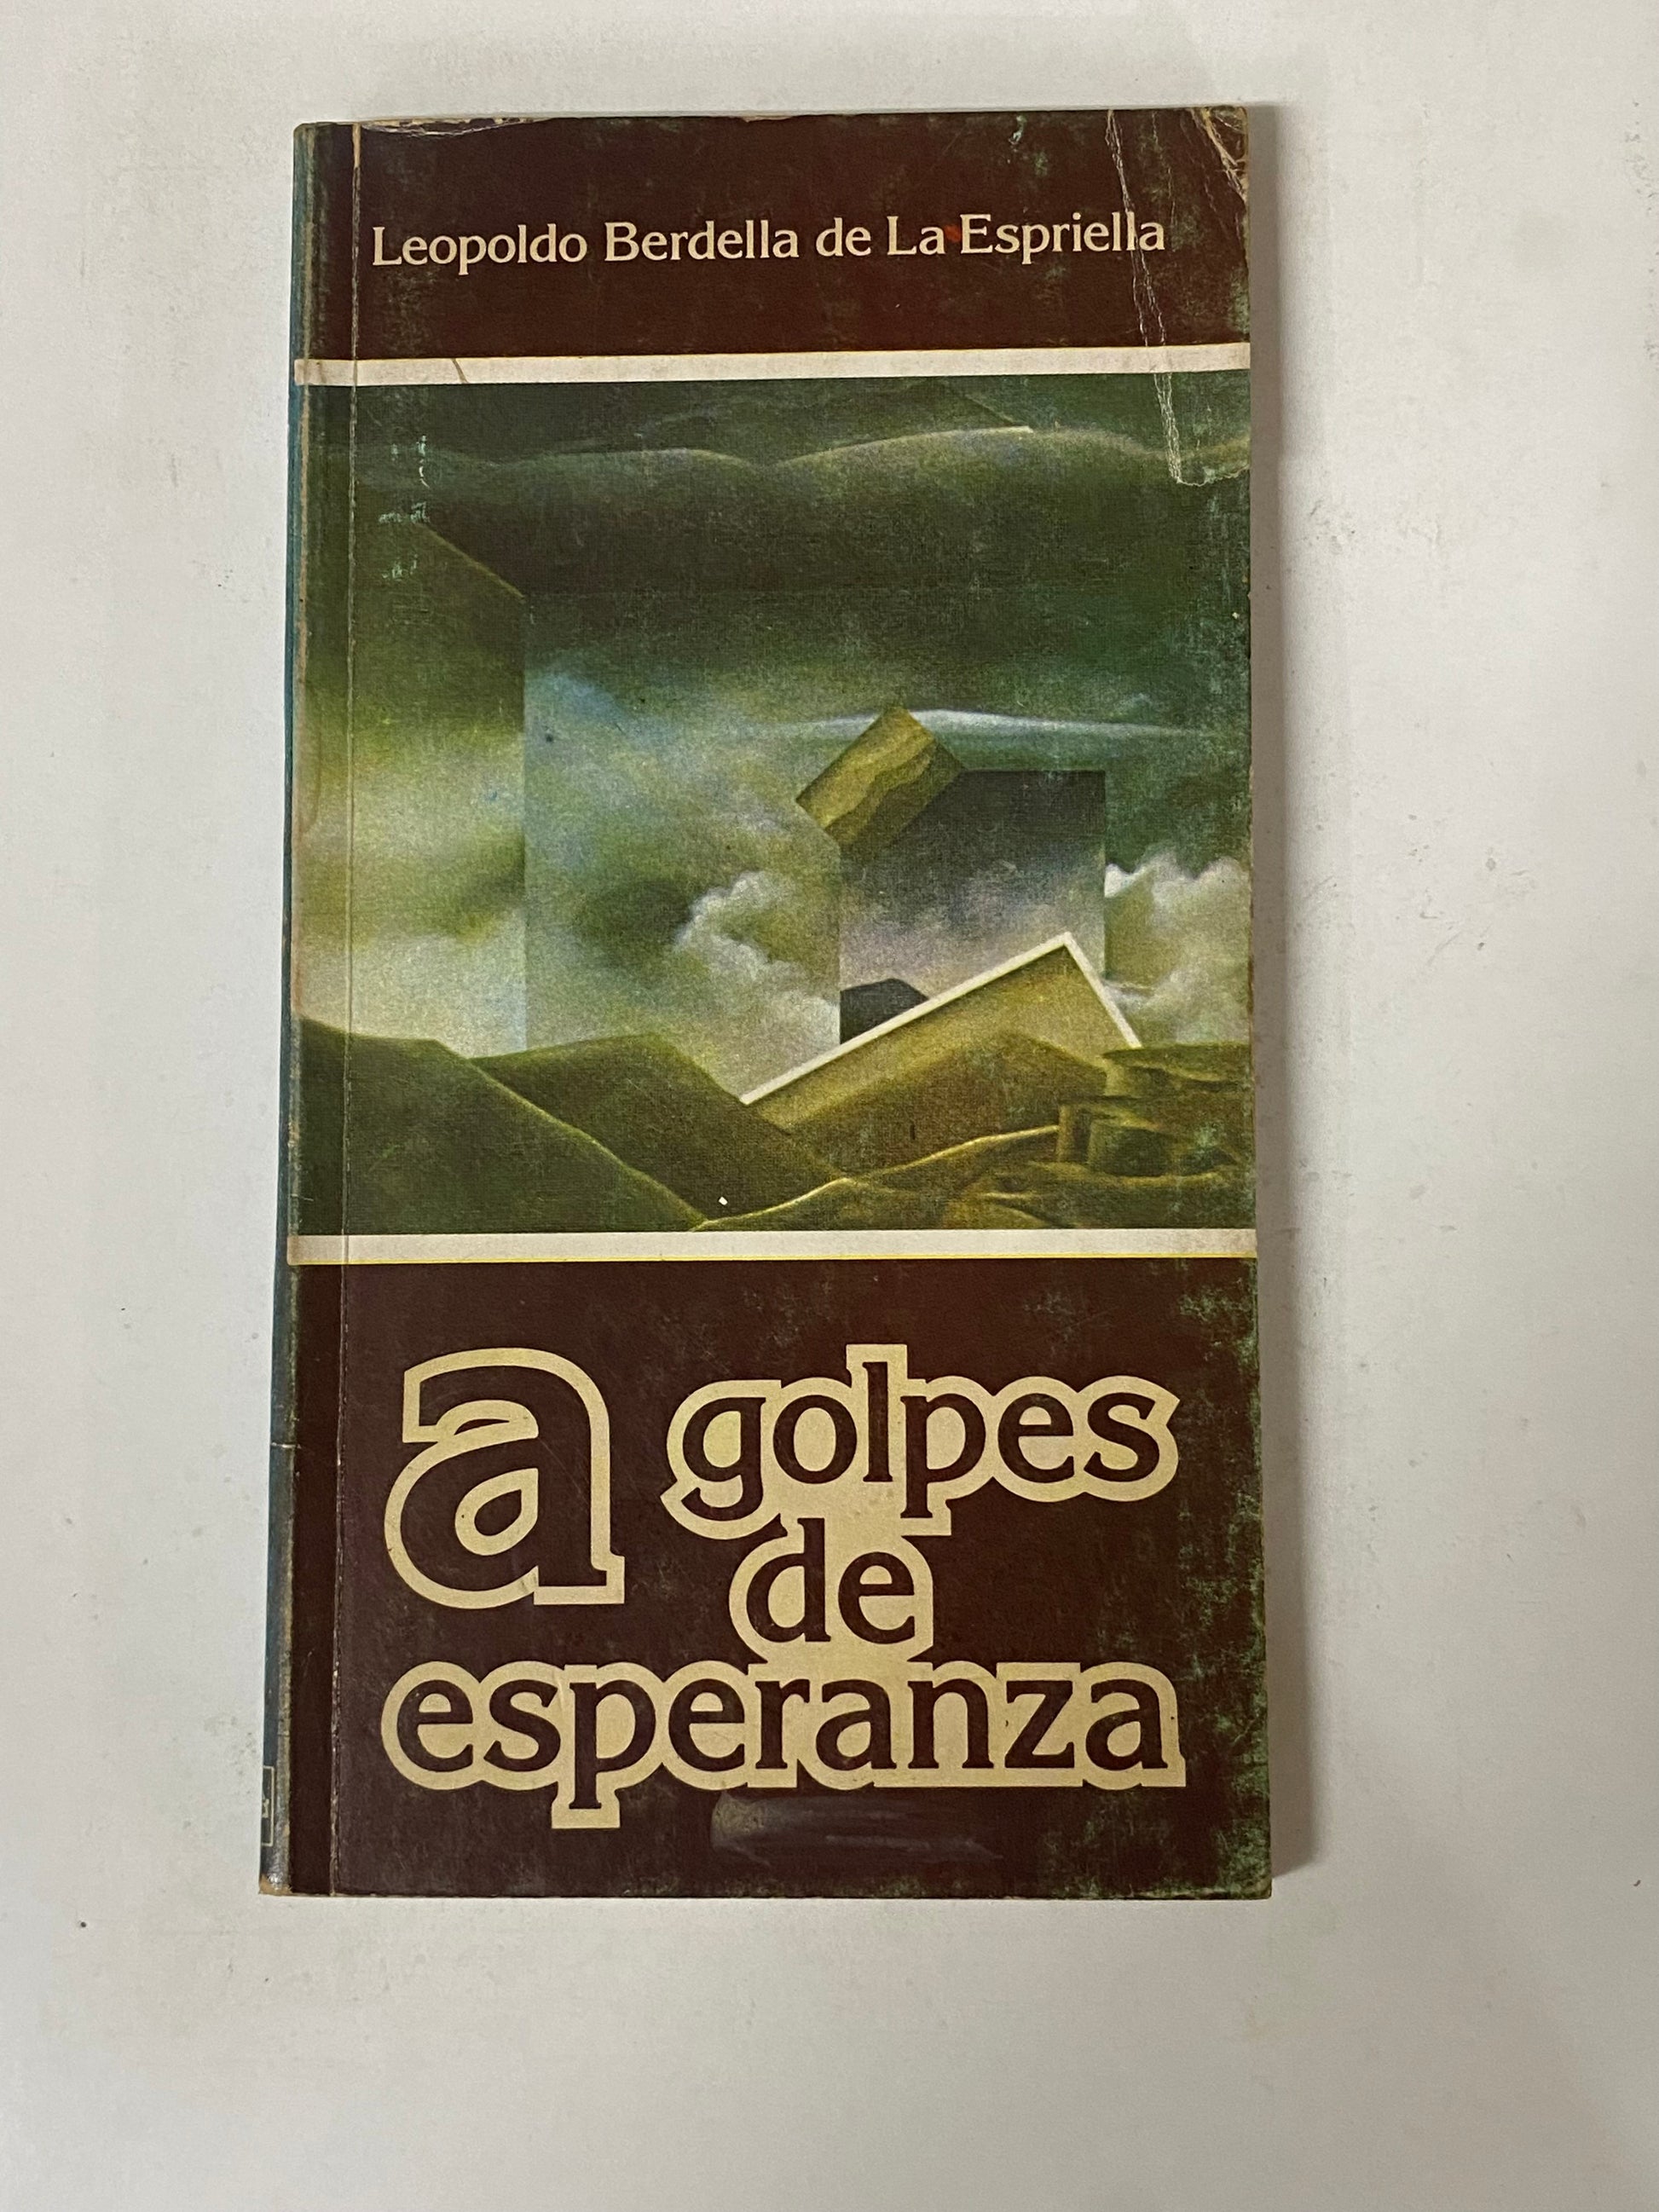 Leopoldo Berdella de La Espriella
a golpes
de
esperanza